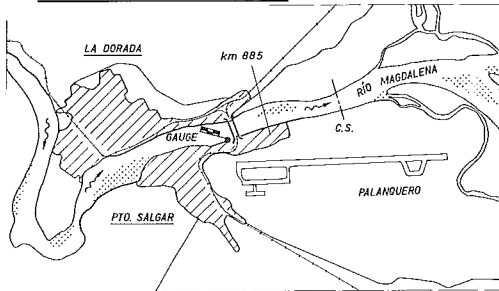 LA DORADA
km 885
RÍO MAGDALENA
GAUGE
C.S.
PALANQUERO
PTO. SALGAR